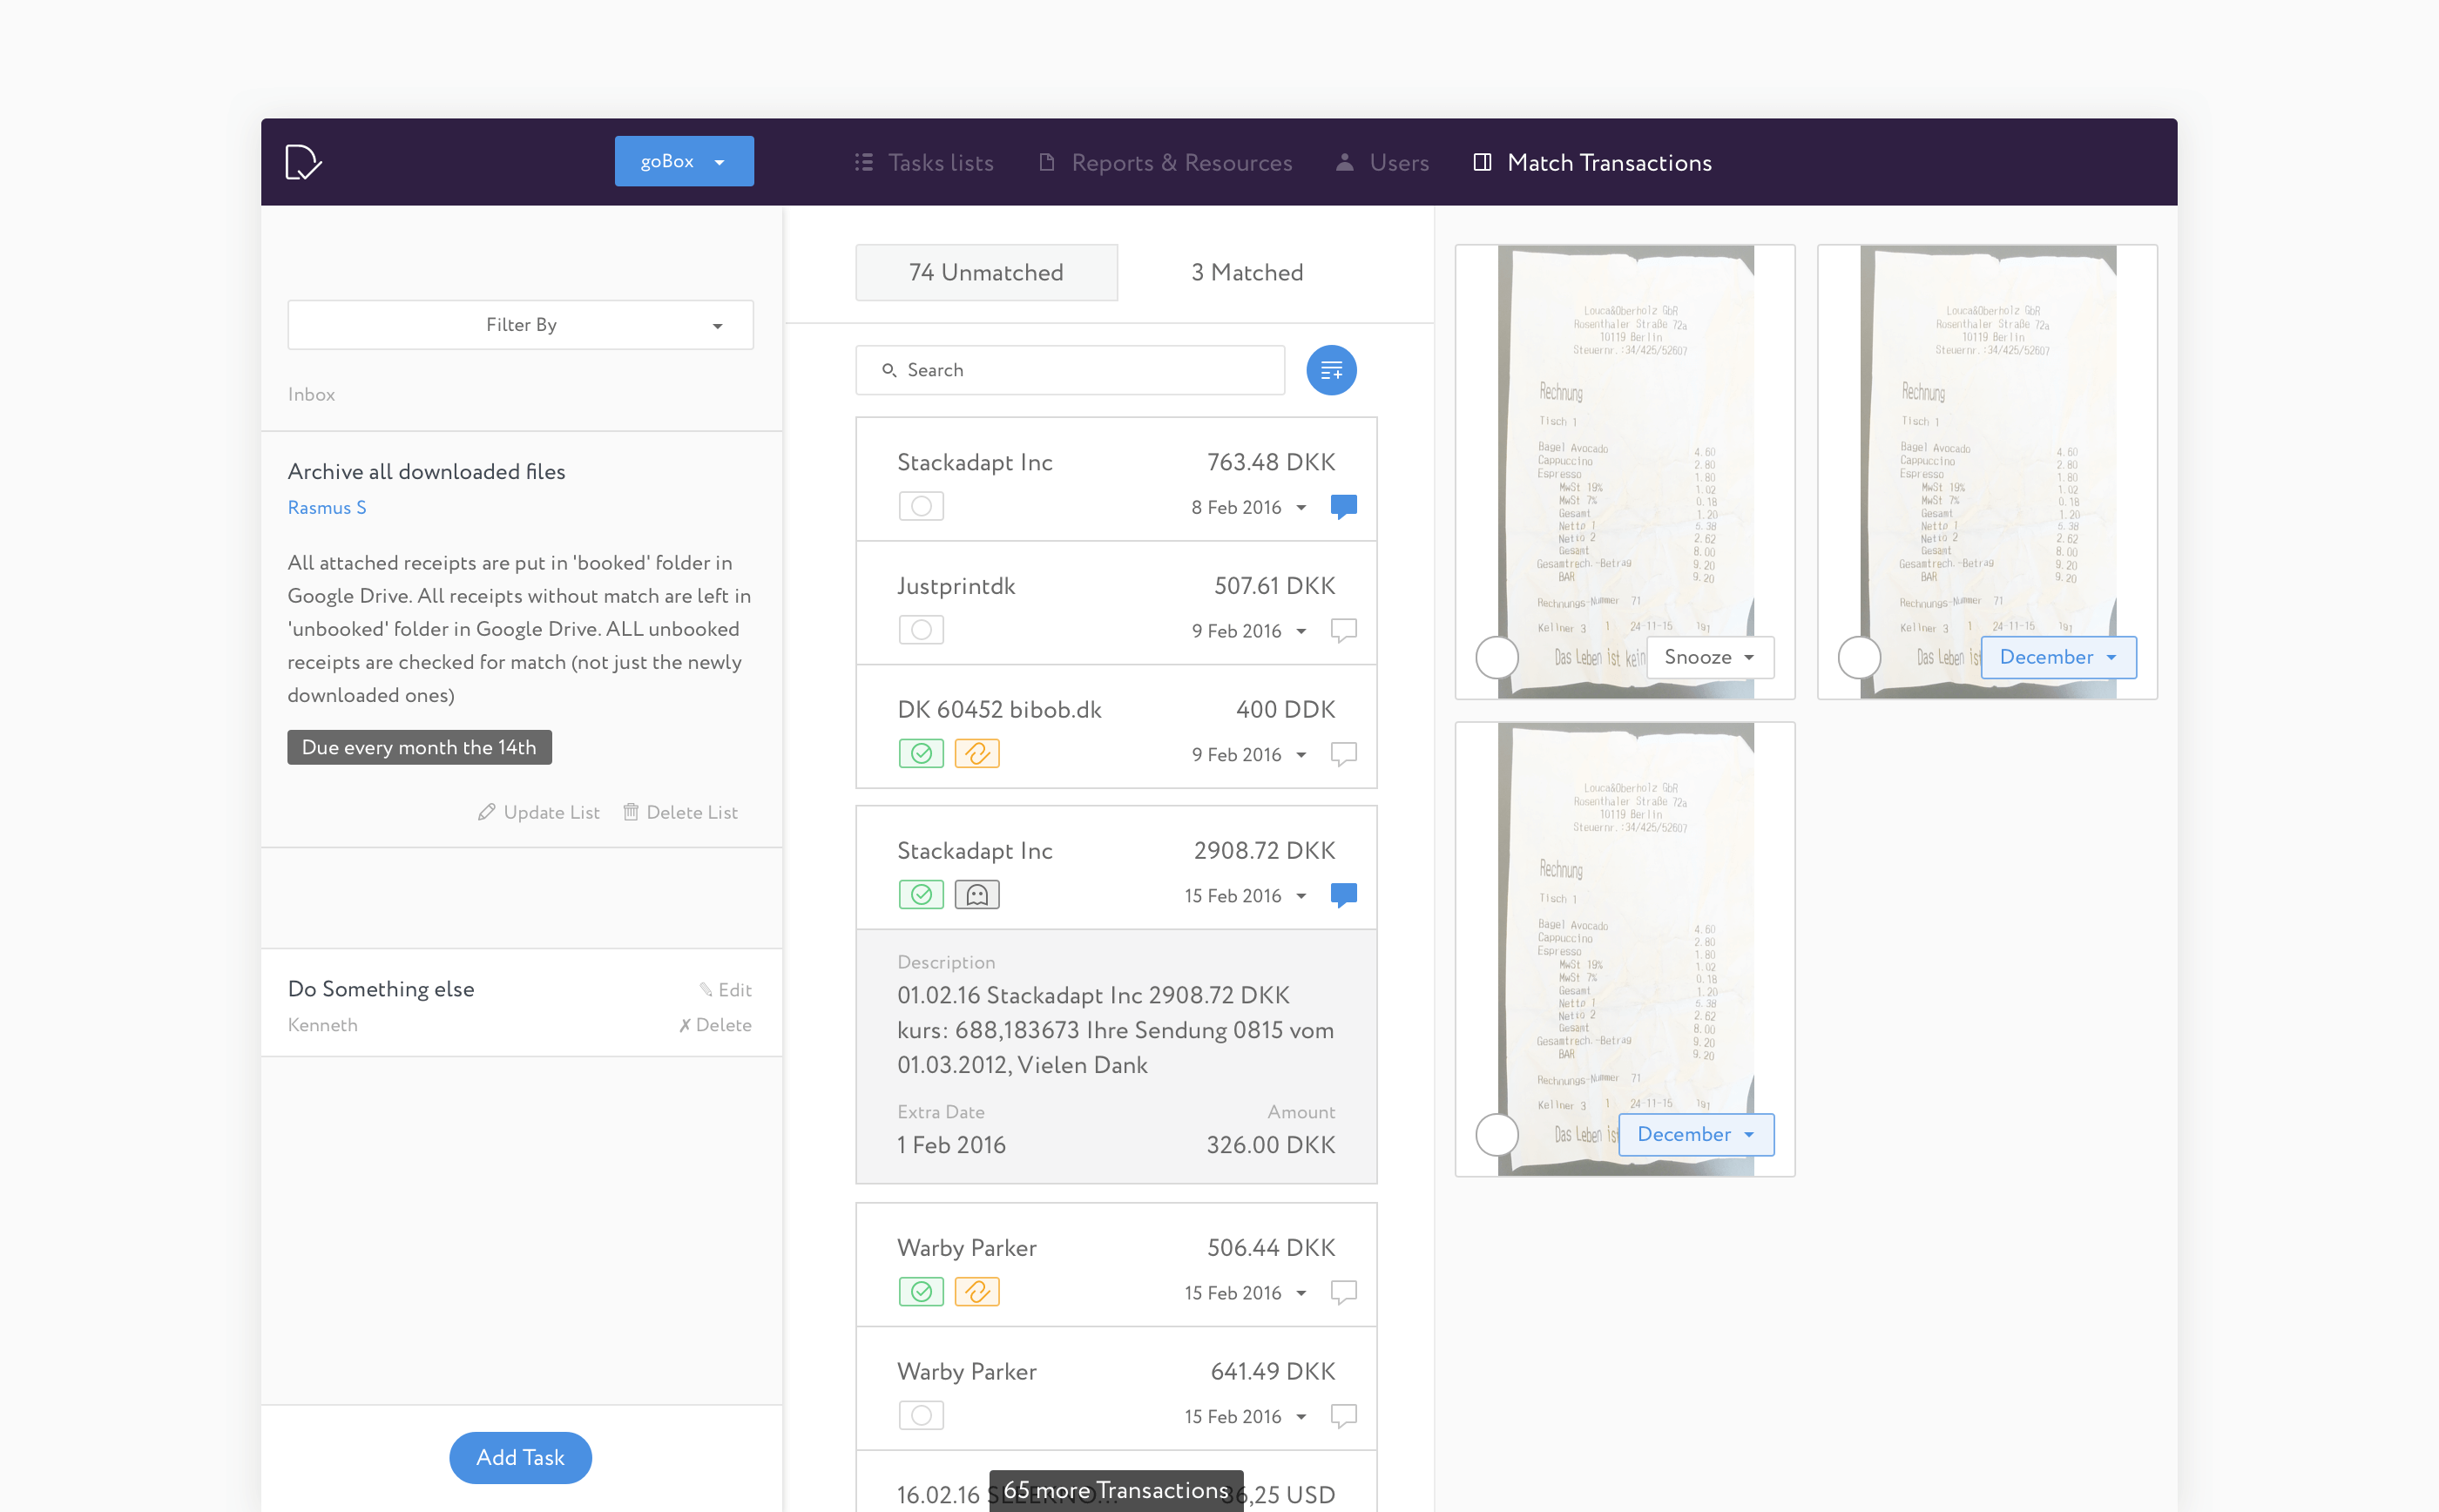 goBox
Tasks lists
Reports & Resources
Users
Match Transactions
Filter By
Inbox
Archive all downloaded files
Rasmus S
All attached receipts are put in 'booked' folder in
Google Drive. All receipts without match are left in
'unbooked' folder in Google Drive. ALL unbooked
receipts are checked for match (not just the newly
downloaded ones)
Due every month the 14th
Update List
Delete List
Do Something else
Edit
Kenneth
✗ Delete
Add Task
74 Unmatched
3 Matched
Search
Stackadapt Inc 763.48 DKK
8 Feb 2016
Justprintdk 507.61 DKK
9 Feb 2016
DK 60452 bibob.dk 400 DDK
9 Feb 2016
Stackadapt Inc 2908.72 DKK
15 Feb 2016
Description
01.02.16 Stackadapt Inc 2908.72 DKK
kurs: 688,183673 Ihre Sendung 0815 vom
01.03.2012, Vielen Dank
Extra Date Amount
1 Feb 2016 326.00 DKK
Warby Parker 506.44 DKK
15 Feb 2016
Warby Parker 641.49 DKK
15 Feb 2016
16.02.16 6,25 USD
65 more Transactions
Louca&Oberholz GbR
Rosenthaler Straße 72a
10119 Berlin
Steuernr.:34/425/52607
Rechnung
Tisch 1
Bagel Avocado 4.60
Cappuccino 2.80
Espresso 1.80
MwSt 19% 1.02
MwSt 7% 0.18
Gesamt 1.20
Netto 1 5.38
Netto 2 2.62
Gesamt 8.00
Gesamtrech.-Betrag 9.20
BAR 9.20
Rechnungs-Nummer 71
Kellner 3 1 24-11-15 191
Das Leben ist kein
Snooze
Louca&Oberholz GbR
Rosenthaler Straße 72a
10119 Berlin
Steuernr.:34/425/52607
Rechnung
Tisch 1
Bagel Avocado 4.60
Cappuccino 2.80
Espresso 1.80
MwSt 19% 1.02
MwSt 7% 0.18
Gesamt 1.20
Netto 1 5.38
Netto 2 2.62
Gesamt 8.00
Gesamtrech.-Betrag 9.20
BAR 9.20
Rechnungs-Nummer 71
Kellner 3 1 24-11-15 191
Das Leben ist
December
Louca&Oberholz GbR
Rosenthaler Straße 72a
10119 Berlin
Steuernr.:34/425/52607
Rechnung
Tisch 1
Bagel Avocado 4.60
Cappuccino 2.80
Espresso 1.80
MwSt 19% 1.02
MwSt 7% 0.18
Gesamt 1.20
Netto 1 5.38
Netto 2 2.62
Gesamt 8.00
Gesamtrech.-Betrag 9.20
BAR 9.20
Rechnungs-Nummer 71
Kellner 3 1 24-11-15 191
Das Leben ist
December